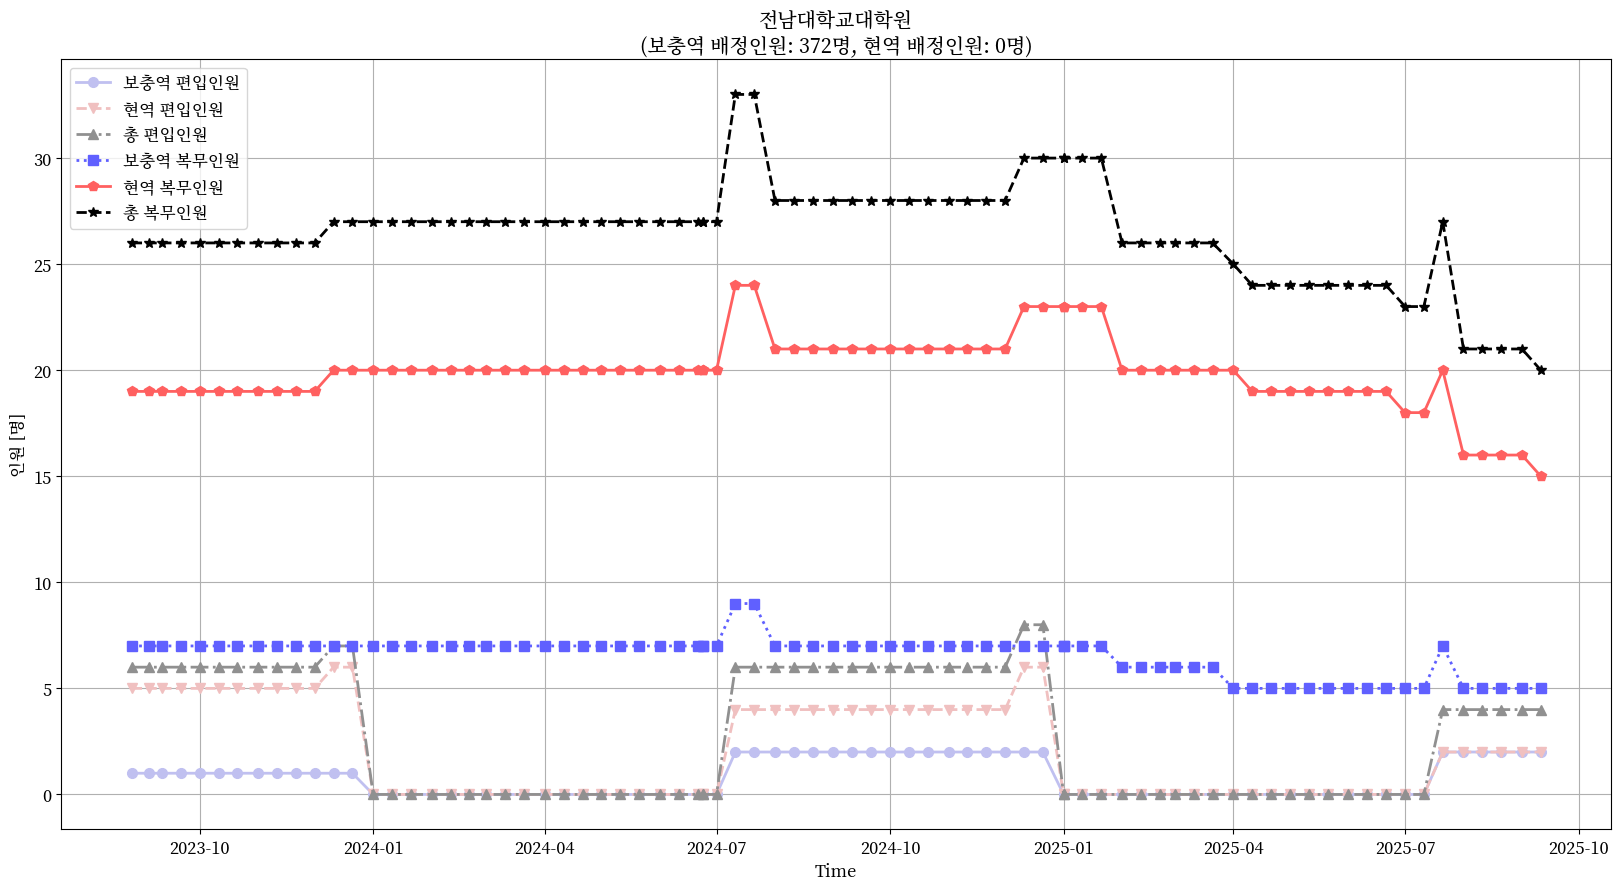 전남대학교대학원
(보충역 배정인원: 372명, 현역 배정인원: 0명)
보충역 편입인원
현역 편입인원
총 편입인원
보충역 복무인원
현역 복무인원
총 복무인원
30
25
20
15
10
5
0
인원 [명]
2023-10
2024-01
2024-04
2024-07
2024-10
2025-01
2025-04
2025-07
2025-10
Time